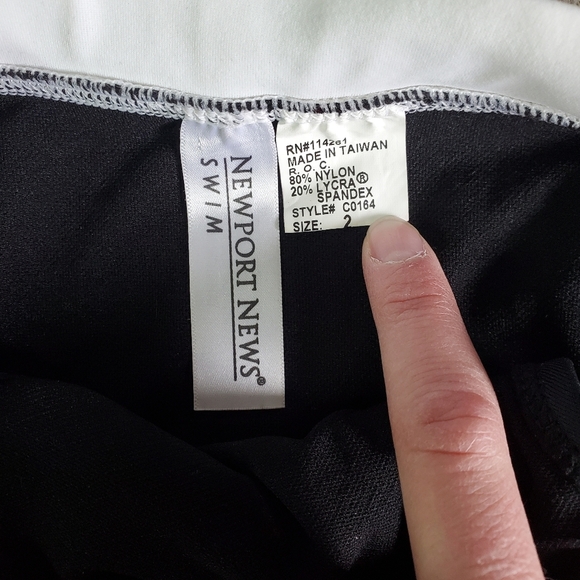 NEWPORT NEWS®
SWIM
RN#114261
MADE IN TAIWAN
R. O. C.
80% NYLON
20% LYCRA®
SPANDEX
STYLE# C0164
SIZE: 2